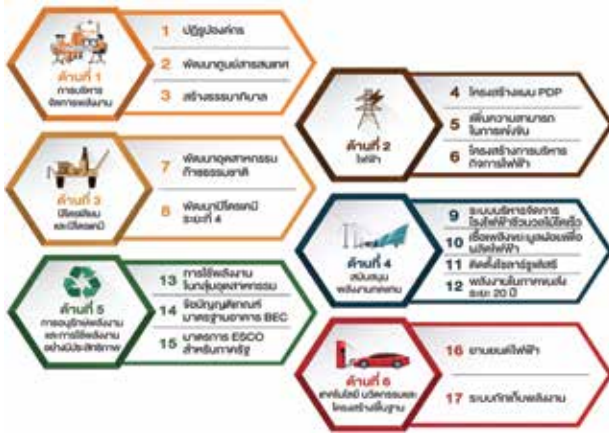 ด้านที่ 1
การบริหาร
จัดการพลังงาน
1 ปฏิรูปองค์กร
2 พัฒนาศูนย์สารสนเทศ
3 สร้างธรรมาภิบาล
ด้านที่ 2
ไฟฟ้า
4 โครงสร้างแผน PDP
5 เพิ่มความสามารถ
ในการแข่งขัน
6 โครงสร้างการบริหาร
กิจการไฟฟ้า
ด้านที่ 3
ปิโตรเลียม
และปิโตรเคมี
7 พัฒนาอุตสาหกรรม
ก๊าซธรรมชาติ
8 พัฒนาปิโตรเคมี
ระยะที่ 4
ด้านที่ 4
สนับสนุน
พลังงานทดแทน
9 ระบบบริหารจัดการ
โรงไฟฟ้าชีวมวลไม้โตเร็ว
10 เชื้อเพลิงขยะมูลฝอยเพื่อ
ผลิตไฟฟ้า
11 ติดตั้งโซลาร์รูฟเสรี
12 พลังงานในภาคขนส่ง
ระยะ 20 ปี
ด้านที่ 5
การอนุรักษ์พลังงาน
และการใช้พลังงาน
อย่างมีประสิทธิภาพ
13 การใช้พลังงาน
ในกลุ่มอุตสาหกรรม
14 ข้อบัญญัติเกณฑ์
มาตรฐานอาคาร BEC
15 มาตรการ ESCO
สำหรับภาครัฐ
ด้านที่ 6
เทคโนโลยี นวัตกรรมและ
โครงสร้างพื้นฐาน
16 ยานยนต์ไฟฟ้า
17 ระบบกักเก็บพลังงาน